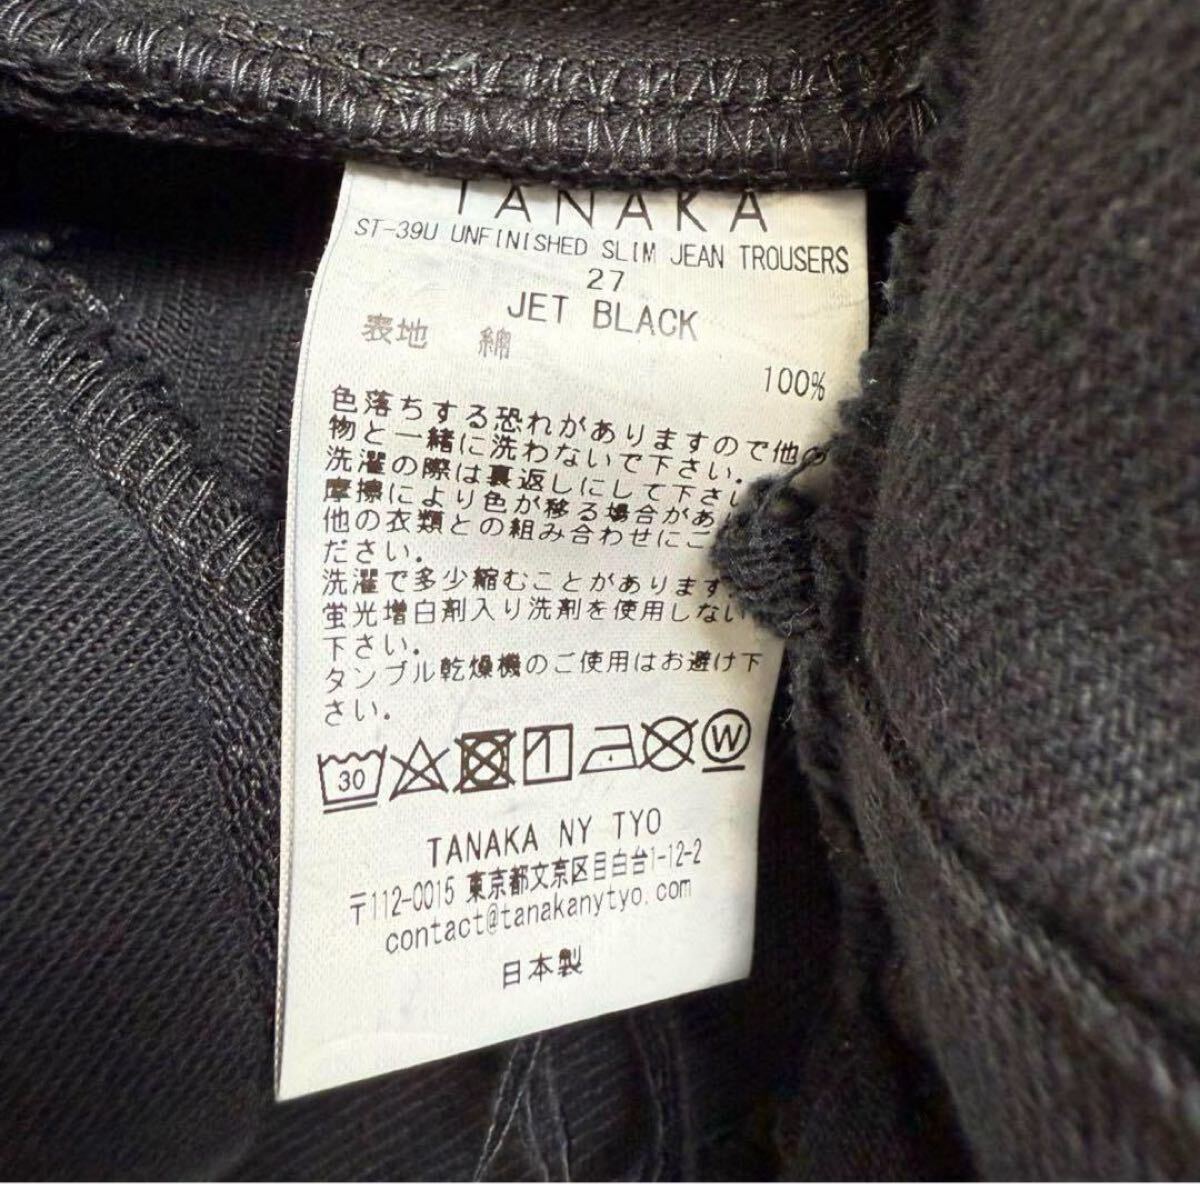 TANAKA
ST-39U UNFINISHED SLIM JEAN TROUSERS
27
JET BLACK
表地 綿
100%
色落ちする恐れがありますので他の
物と一緒に洗わないで下さい。
洗濯の際は裏返しにして下さい
摩擦により色が移る場合があ
他の衣類との組み合わせにご
ださい。
洗濯で多少縮むことがあります。
蛍光増白剤入り洗剤を使用しない
下さい。
タンブル乾燥機のご使用はお避け下
さい。
30
W
TANAKA NY TYO
〒112-0015 東京都文京区目白台1-12-2
contact@tanakanytyo.com
日本製